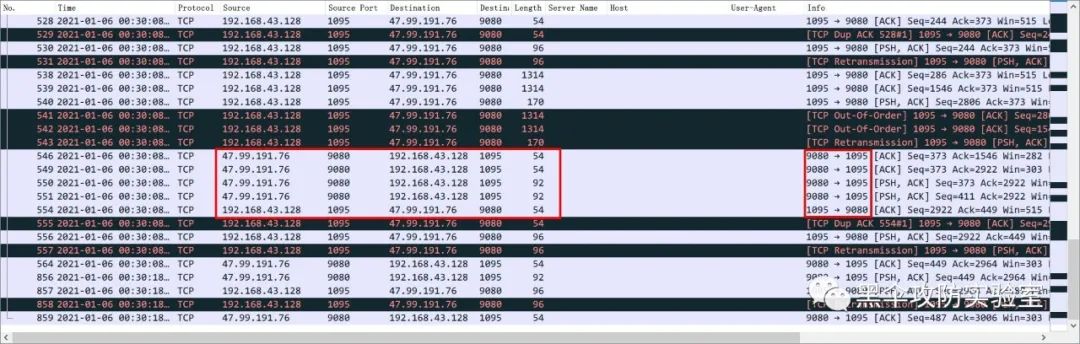 No. Time Protocol Source Source Port Destination Destin: Length Server Name Host User-Agent Info
528 2021-01-06 00:30:08… TCP 192.168.43.128 1095 47.99.191.76 9080 54 1095 → 9080 [ACK] Seq=244 Ack=373 Win=515 L
529 2021-01-06 00:30:08… TCP 192.168.43.128 1095 47.99.191.76 9080 54 [TCP Dup ACK 528#1] 1095 → 9080 [ACK] Seq=24
530 2021-01-06 00:30:08… TCP 192.168.43.128 1095 47.99.191.76 9080 96 1095 → 9080 [PSH, ACK] Seq=244 Ack=373 Win=
531 2021-01-06 00:30:08… TCP 192.168.43.128 1095 47.99.191.76 9080 96 [TCP Retransmission] 1095 → 9080 [PSH, ACK]
538 2021-01-06 00:30:08… TCP 192.168.43.128 1095 47.99.191.76 9080 1314 1095 → 9080 [ACK] Seq=286 Ack=373 Win=515 L
539 2021-01-06 00:30:08… TCP 192.168.43.128 1095 47.99.191.76 9080 1314 1095 → 9080 [ACK] Seq=1546 Ack=373 Win=515
540 2021-01-06 00:30:08… TCP 192.168.43.128 1095 47.99.191.76 9080 170 1095 → 9080 [PSH, ACK] Seq=2806 Ack=373 Win=
541 2021-01-06 00:30:08… TCP 192.168.43.128 1095 47.99.191.76 9080 1314 [TCP Out-Of-Order] 1095 → 9080 [ACK] Seq=28
542 2021-01-06 00:30:08… TCP 192.168.43.128 1095 47.99.191.76 9080 1314 [TCP Out-Of-Order] 1095 → 9080 [ACK] Seq=15
543 2021-01-06 00:30:08… TCP 192.168.43.128 1095 47.99.191.76 9080 170 [TCP Retransmission] 1095 → 9080 [PSH, ACK]
546 2021-01-06 00:30:08… TCP 47.99.191.76 9080 192.168.43.128 1095 54 9080 → 1095 [ACK] Seq=373 Ack=1546 Win=282
549 2021-01-06 00:30:08… TCP 47.99.191.76 9080 192.168.43.128 1095 54 9080 → 1095 [ACK] Seq=373 Ack=2922 Win=303
550 2021-01-06 00:30:08… TCP 47.99.191.76 9080 192.168.43.128 1095 92 9080 → 1095 [PSH, ACK] Seq=373 Ack=2922 Win=
551 2021-01-06 00:30:08… TCP 47.99.191.76 9080 192.168.43.128 1095 92 9080 → 1095 [PSH, ACK] Seq=411 Ack=2922 Win=
554 2021-01-06 00:30:08… TCP 192.168.43.128 1095 47.99.191.76 9080 54 1095 → 9080 [ACK] Seq=2922 Ack=449 Win=515
555 2021-01-06 00:30:08… TCP 192.168.43.128 1095 47.99.191.76 9080 54 [TCP Dup ACK 554#1] 1095 → 9080 [ACK] Seq=29
556 2021-01-06 00:30:08… TCP 192.168.43.128 1095 47.99.191.76 9080 96 1095 → 9080 [PSH, ACK] Seq=2922 Ack=449 Win=
557 2021-01-06 00:30:08… TCP 192.168.43.128 1095 47.99.191.76 9080 96 [TCP Retransmission] 1095 → 9080 [PSH, ACK]
564 2021-01-06 00:30:08… TCP 47.99.191.76 9080 192.168.43.128 1095 54 9080 → 1095 [ACK] Seq=449 Ack=2964 Win=303
856 2021-01-06 00:30:18… TCP 47.99.191.76 9080 192.168.43.128 1095 92 9080 → 1095 [PSH, ACK] Seq=449 Ack=2964 Win=
857 2021-01-06 00:30:18… TCP 192.168.43.128 1095 47.99.191.76 9080 96
858 2021-01-06 00:30:18… TCP 192.168.43.128 1095 47.99.191.76 9080 96
859 2021-01-06 00:30:18… TCP 47.99.191.76 9080 192.168.43.128 1095 54 9080 → 1095 [ACK] Seq=487 Ack=3006 Win=303
黑伞攻防实验室